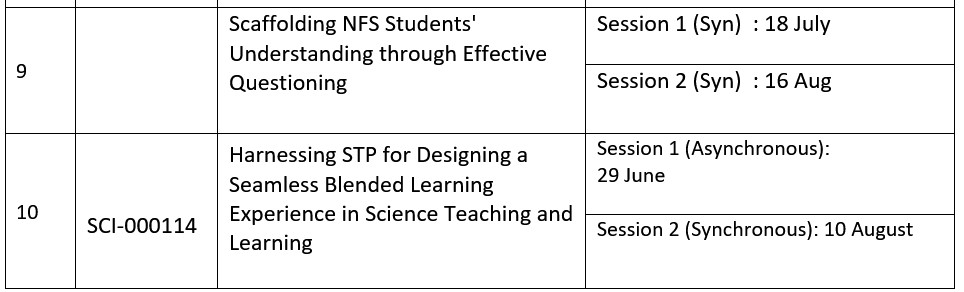 9
Scaffolding NFS Students'
Understanding through Effective
Questioning
Session 1 (Syn)  : 18 July
Session 2 (Syn)  : 16 Aug
10
SCI-000114
Harnessing STP for Designing a
Seamless Blended Learning
Experience in Science Teaching and
Learning
Session 1 (Asynchronous):
29 June
Session 2 (Synchronous): 10 August